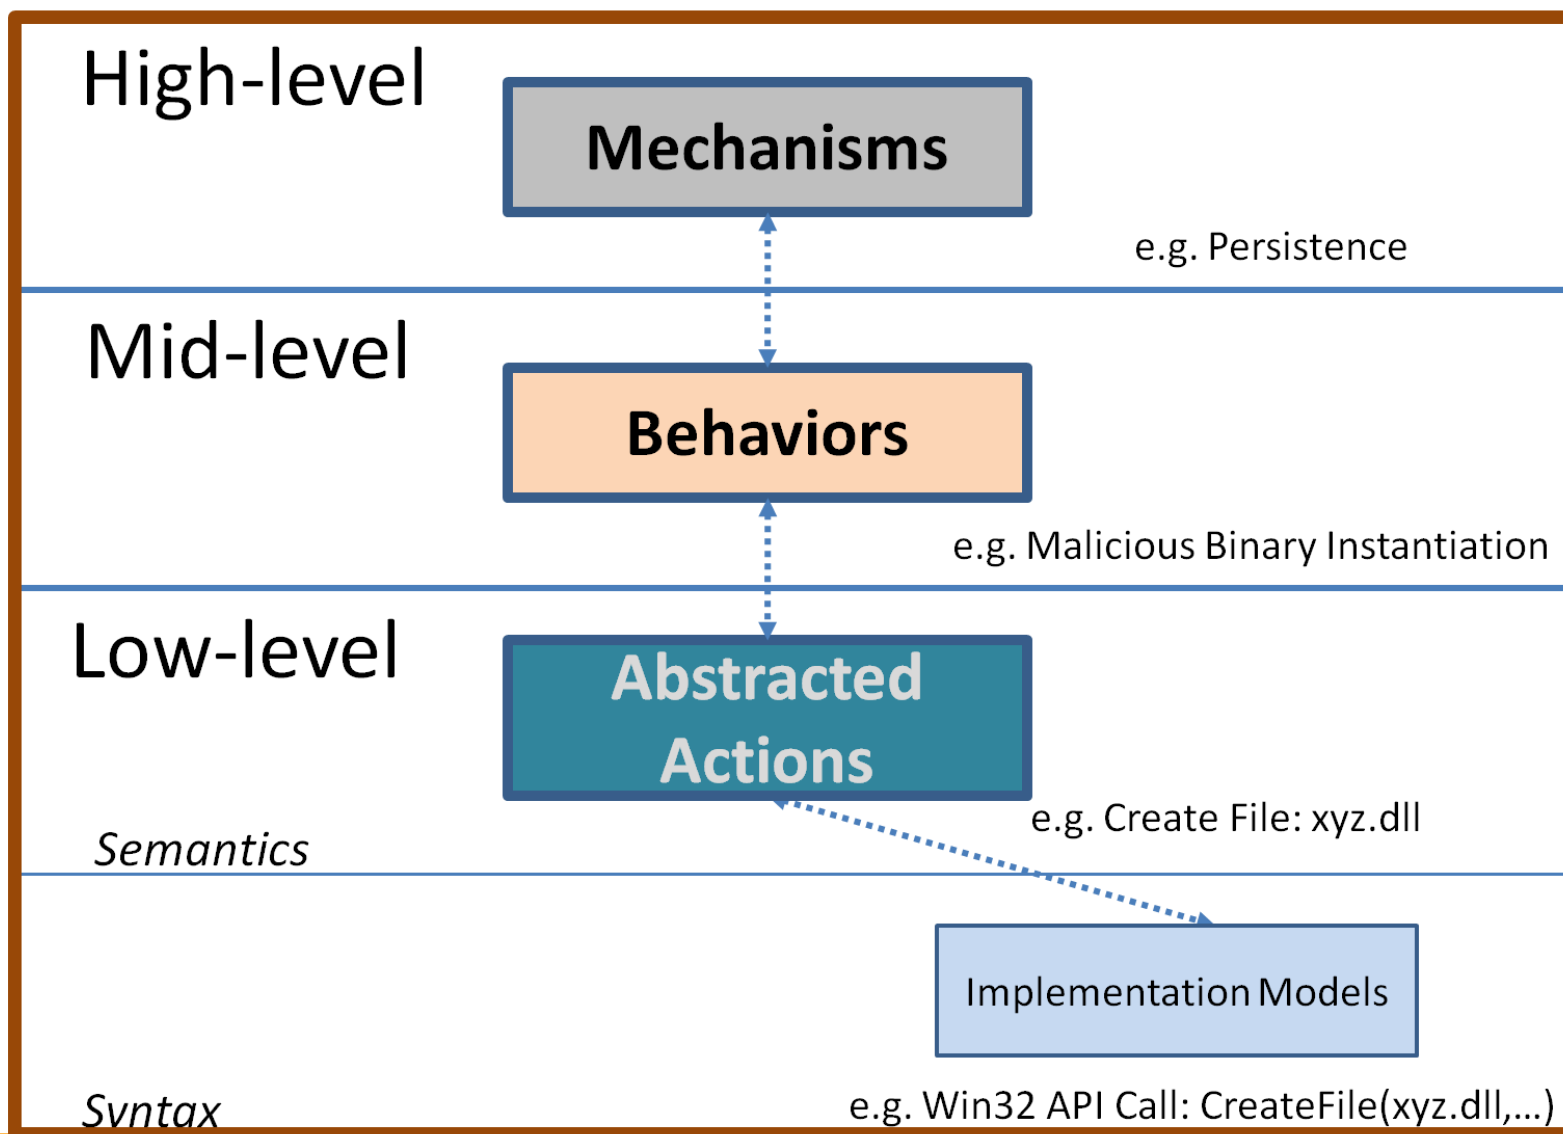 High-level
Mechanisms
e.g. Persistence
Mid-level
Behaviors
e.g. Malicious Binary Instantiation
Low-level
Abstracted
Actions
e.g. Create File: xyz.dll
Semantics
Implementation Models
e.g. Win32 API Call: CreateFile(xyz.dll,...)
Syntax